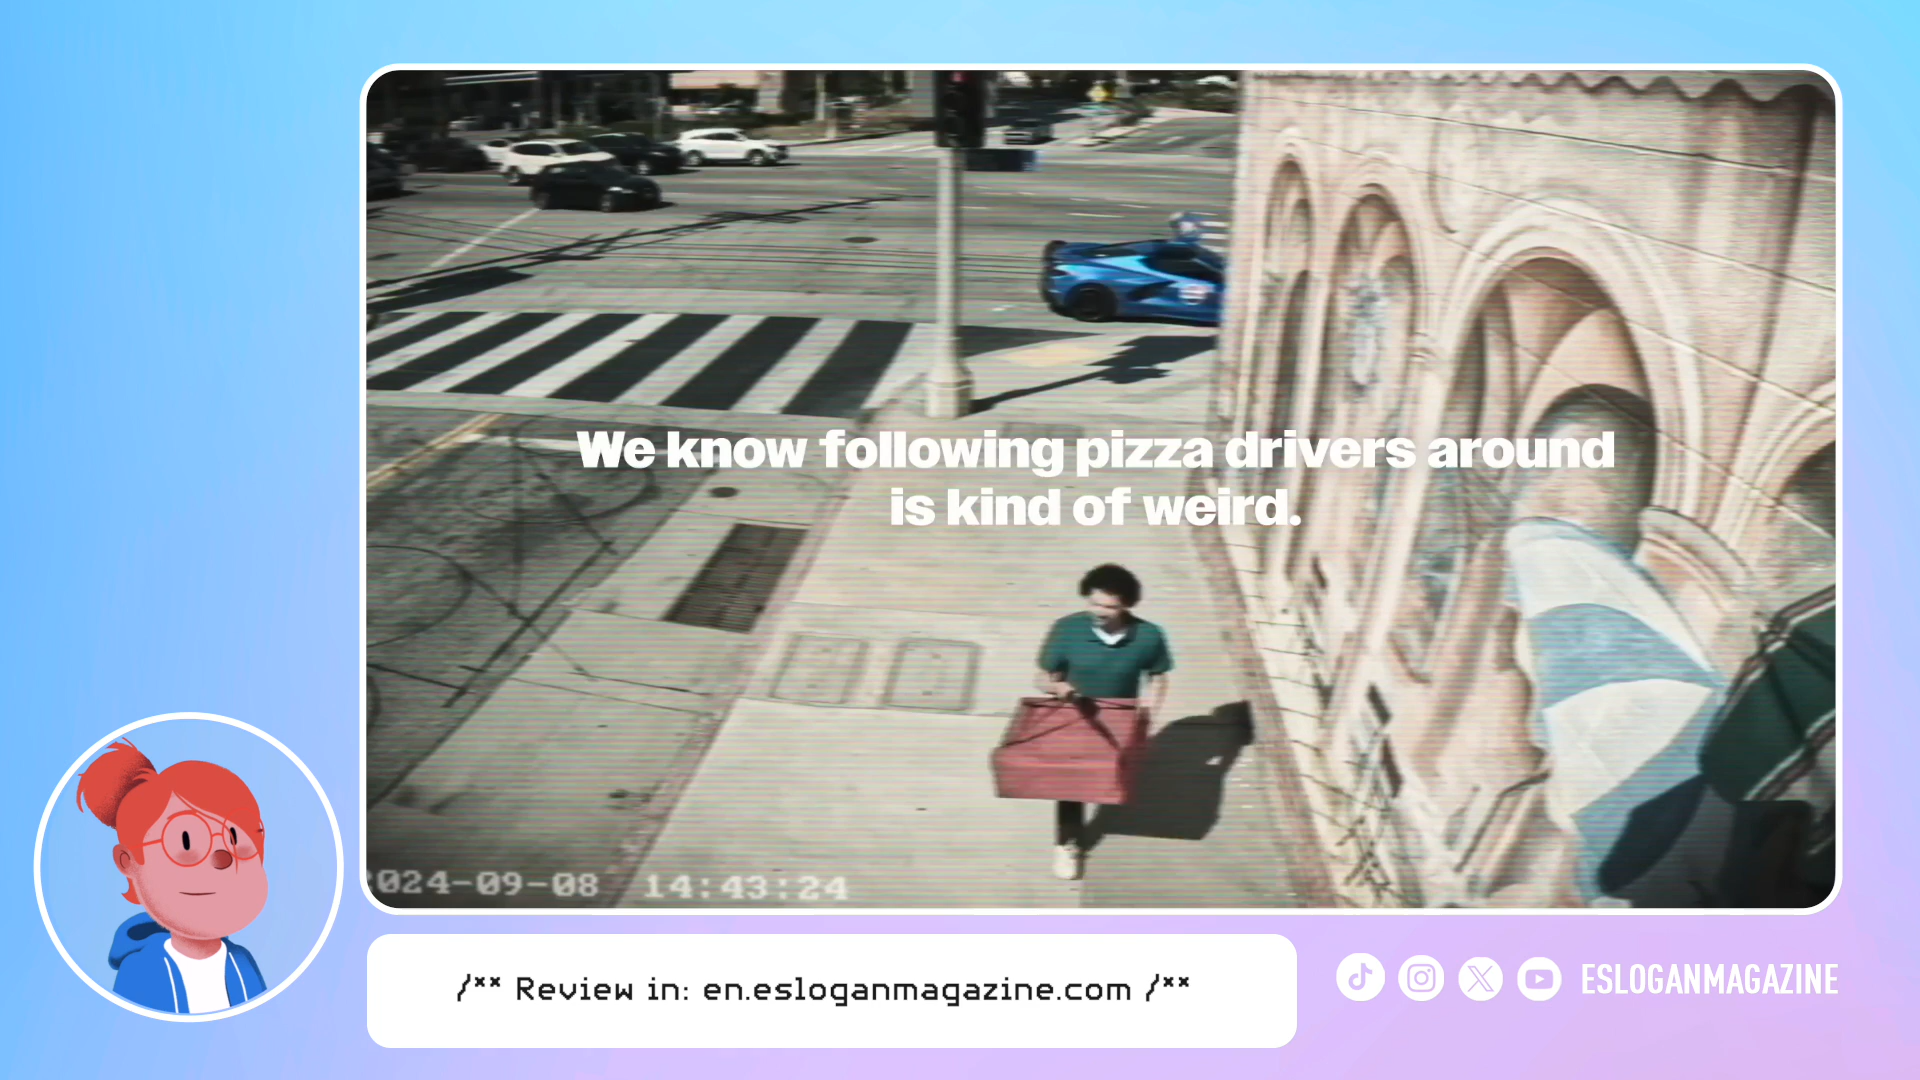 We know following pizza drivers around
is kind of weird.
2024-09-08 14:43:24
/** Review in: en.esloganmagazine.com /**
ESLOGANMAGAZINE